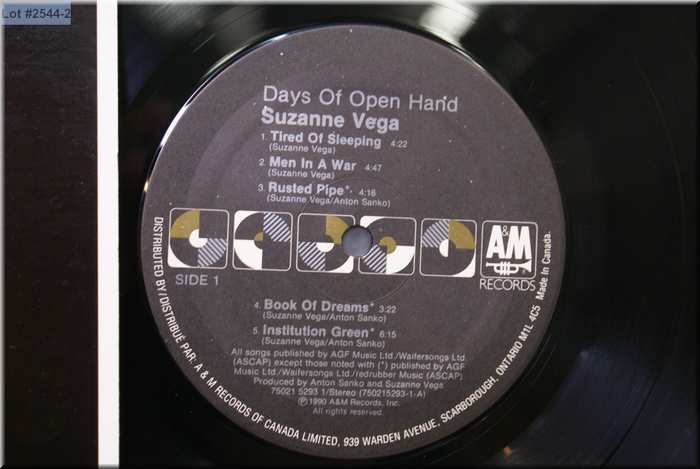 Lot #2544-2
Days Of Open Hand
Suzanne Vega
1. Tired Of Sleeping 4:22
(Suzanne Vega)
2. Men In A War 4:47
(Suzanne Vega)
3. Rusted Pipe* 4:16
(Suzanne Vega/Anton Sanko)
A&M
RECORDS
SIDE 1
4. Book Of Dreams* 3:22
(Suzanne Vega/Anton Sanko)
5. Institution Green* 6:15
(Suzanne Vega/Anton Sanko)
All songs published by AGF Music Ltd./Waifersongs Ltd.
(ASCAP) except those noted with (*) published by AGF
Music Ltd./Waifersongs Ltd./redrubber Music (ASCAP)
Produced by Anton Sanko and Suzanne Vega
75021 5293 1/Stereo (750215293-1-A)
Ⓟ©1990 A&M Records, Inc.
All rights reserved.
DISTRIBUTED BY/DISTRIBUÉ PAR: A & M RECORDS OF CANADA LIMITED, 939 WARDEN AVENUE, SCARBOROUGH, ONTARIO M1L 4C5 Made In Canada.